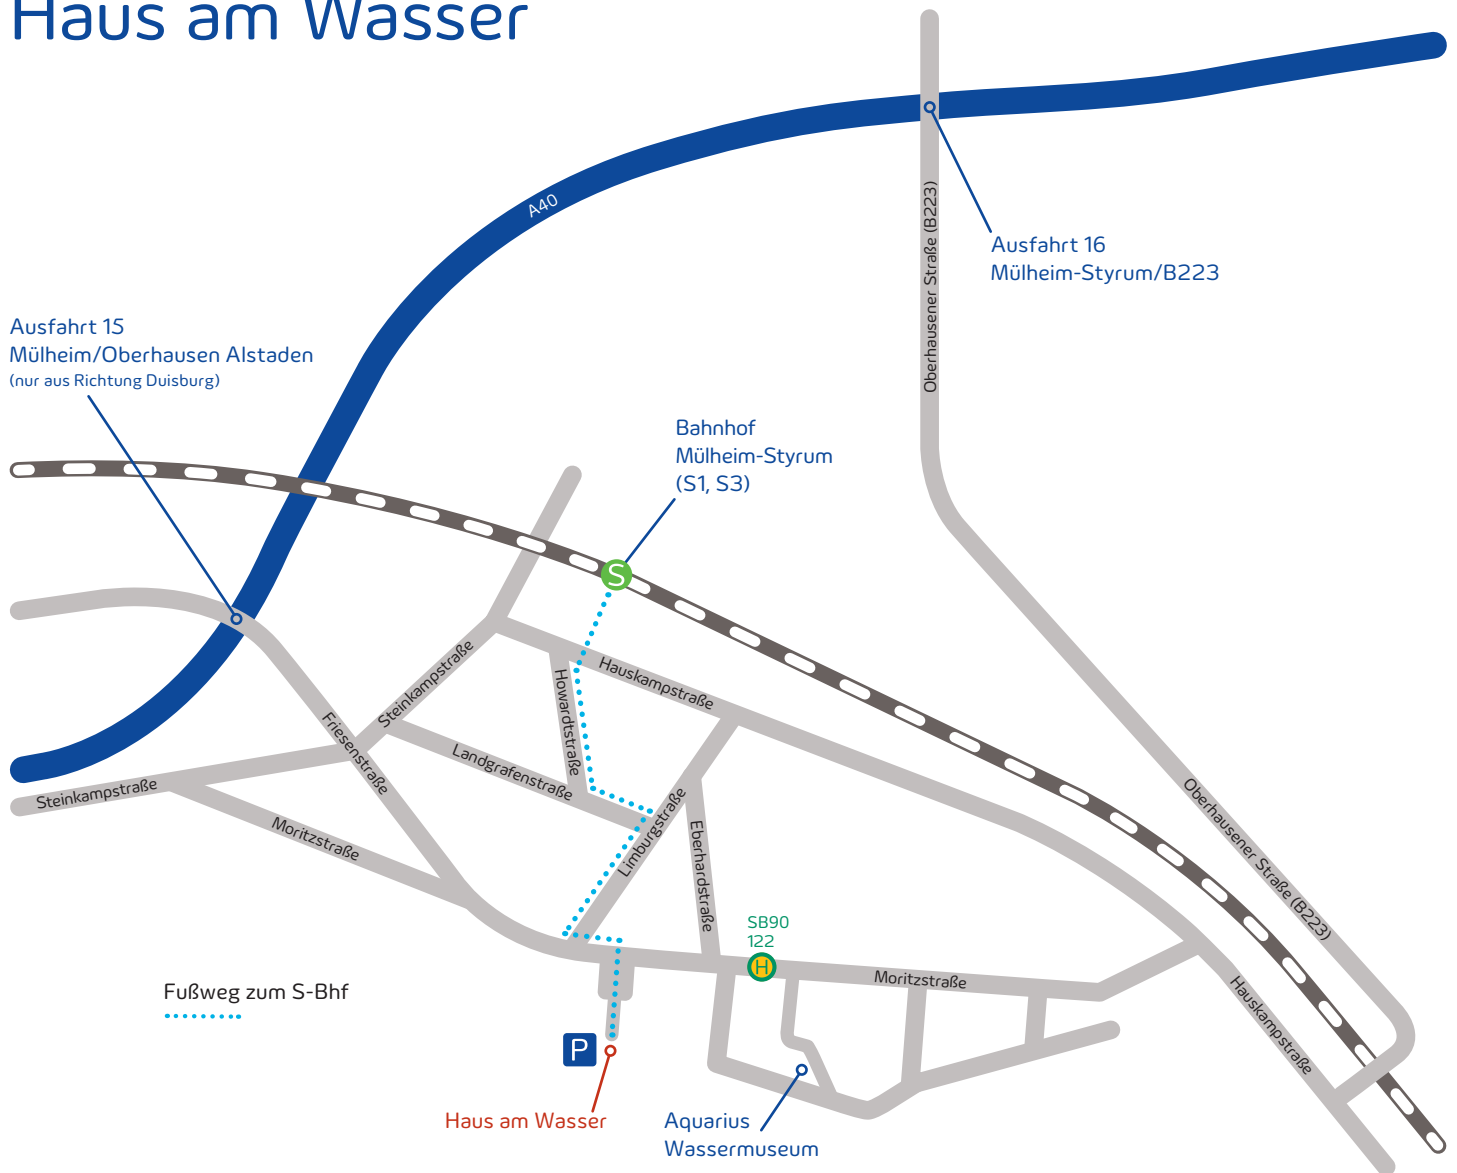 Haus am Wasser
A40
Oberhausener Straße (B223)
Ausfahrt 16
Mülheim-Styrum/B223
Ausfahrt 15
Mülheim/Oberhausen Alstaden
(nur aus Richtung Duisburg)
Bahnhof
Mülheim-Styrum
(S1, S3)
S
Steinkampstraße
Hauskampstraße
Howardtstraße
Friesenstraße
Landgrafenstraße
Steinkampstraße
Moritzstraße
Limburgstraße
Eberhardstraße
Oberhausener Straße (B223)
SB90
122
H
Moritzstraße
Hauskampstraße
Fußweg zum S-Bhf
P
Haus am Wasser
Aquarius
Wassermuseum